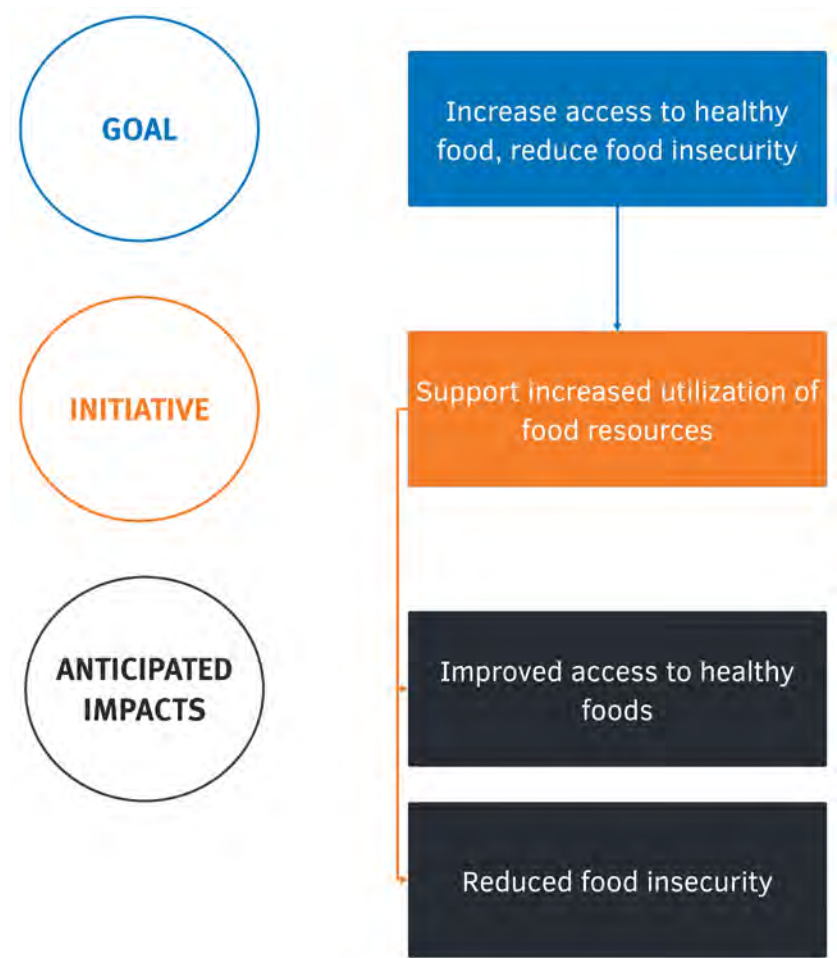 GOAL
Increase access to healthy
food, reduce food insecurity
INITIATIVE
Support increased utilization of
food resources
ANTICIPATED
IMPACTS
Improved access to healthy
foods
Reduced food insecurity